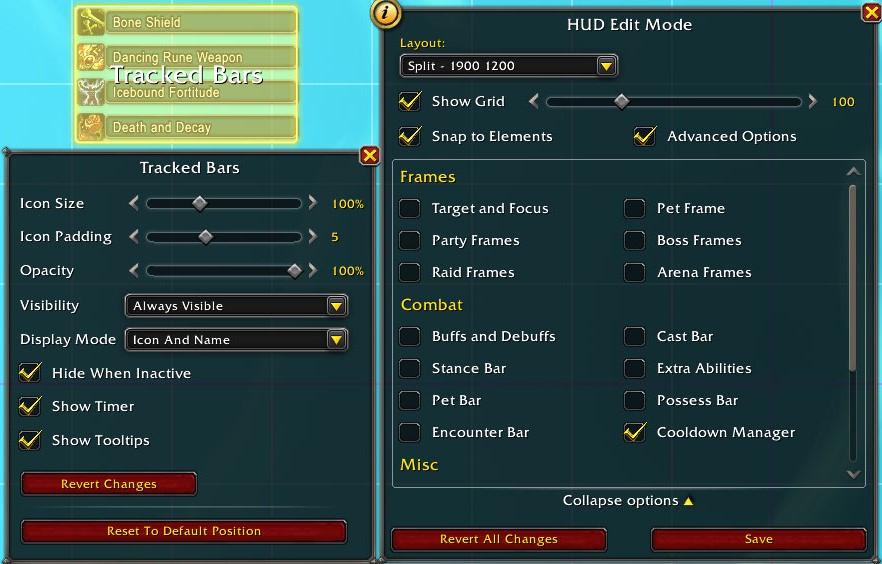 Bone Shield
Dancing Rune Weapon
Tracked Bars
Icebound Fortitude
Death and Decay
Tracked Bars
Icon Size 100%
Icon Padding 5
Opacity 100%
Visibility Always Visible
Display Mode Icon And Name
Hide When Inactive
Show Timer
Show Tooltips
Revert Changes
Reset To Default Position
i
HUD Edit Mode
Layout:
Split - 1900 1200
Show Grid 100
Snap to Elements Advanced Options
Frames
Target and Focus Pet Frame
Party Frames Boss Frames
Raid Frames Arena Frames
Combat
Buffs and Debuffs Cast Bar
Stance Bar Extra Abilities
Pet Bar Possess Bar
Encounter Bar Cooldown Manager
Misc
Collapse options
Revert All Changes Save